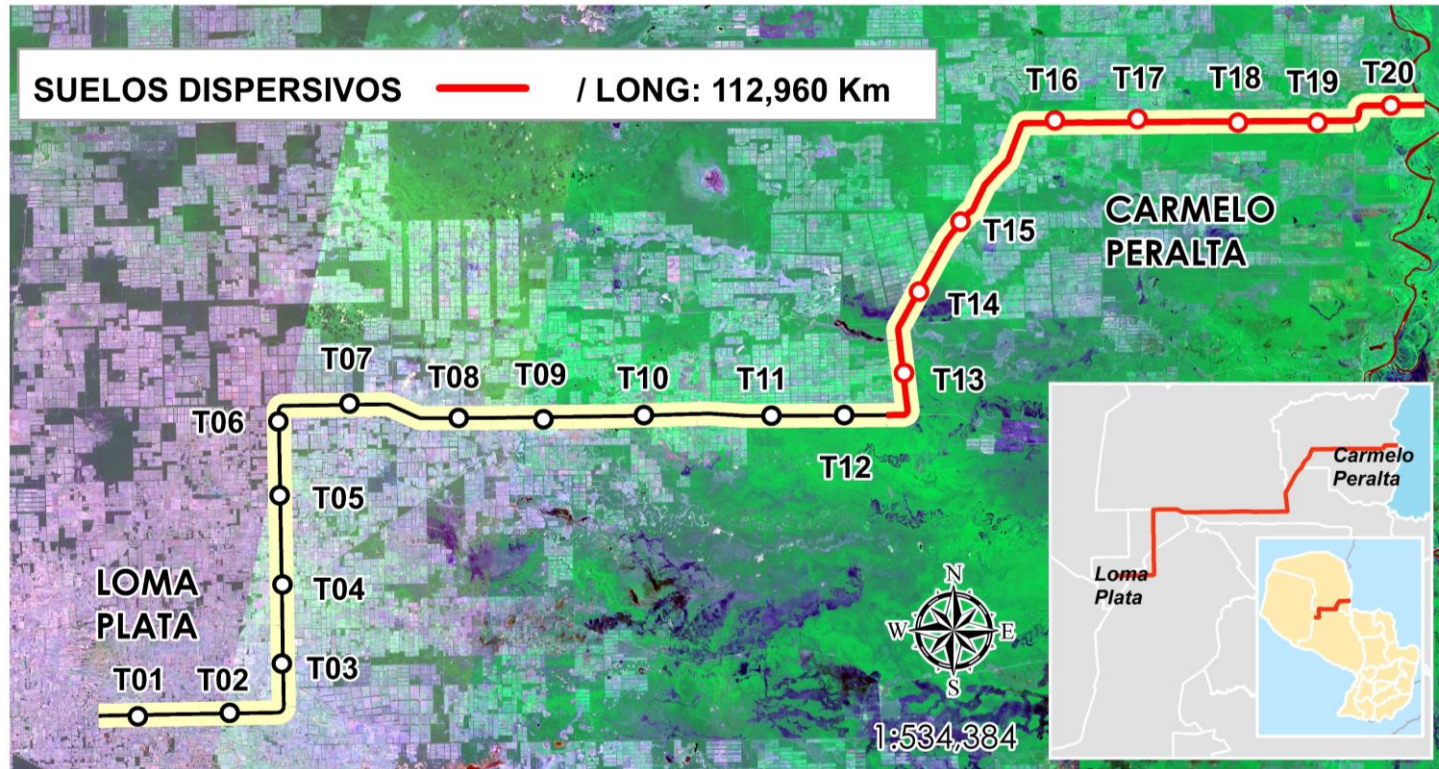 SUELOS DISPERSIVOS / LONG: 112,960 Km
T16 T17 T18 T19 T20
T15
CARMELO
PERALTA
T14
T13
T07
T08 T09 T10 T11
T06
T12
T05
T04
LOMA
PLATA
T03
T01 T02
N
W E
S
1:534,384
Carmelo
Peralta
Loma
Plata